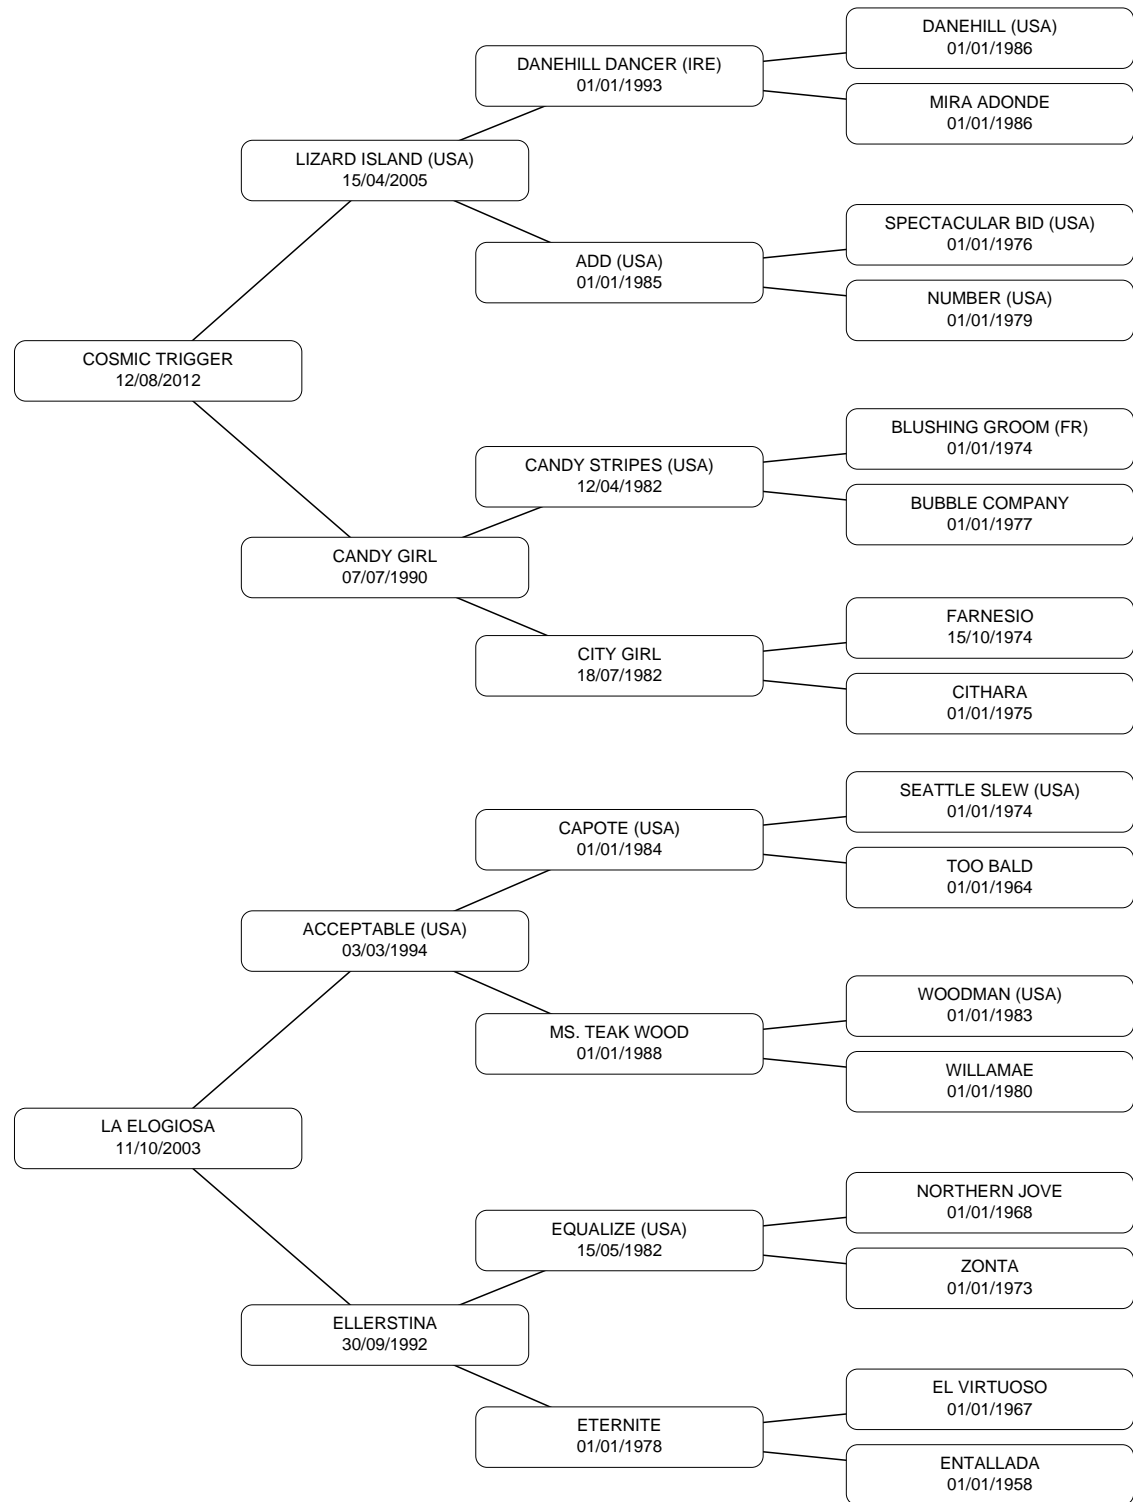 DANEHILL (USA)
01/01/1986
DANEHILL DANCER (IRE)
01/01/1993
MIRA ADONDE
01/01/1986
LIZARD ISLAND (USA)
15/04/2005
SPECTACULAR BID (USA)
01/01/1976
ADD (USA)
01/01/1985
NUMBER (USA)
01/01/1979
COSMIC TRIGGER
12/08/2012
BLUSHING GROOM (FR)
01/01/1974
CANDY STRIPES (USA)
12/04/1982
BUBBLE COMPANY
01/01/1977
CANDY GIRL
07/07/1990
FARNESIO
15/10/1974
CITY GIRL
18/07/1982
CITHARA
01/01/1975
SEATTLE SLEW (USA)
01/01/1974
CAPOTE (USA)
01/01/1984
TOO BALD
01/01/1964
ACCEPTABLE (USA)
03/03/1994
WOODMAN (USA)
01/01/1983
MS. TEAK WOOD
01/01/1988
WILLAMAE
01/01/1980
LA ELOGIOSA
11/10/2003
NORTHERN JOVE
01/01/1968
EQUALIZE (USA)
15/05/1982
ZONTA
01/01/1973
ELLERSTINA
30/09/1992
EL VIRTUOSO
01/01/1967
ETERNITE
01/01/1978
ENTALLADA
01/01/1958